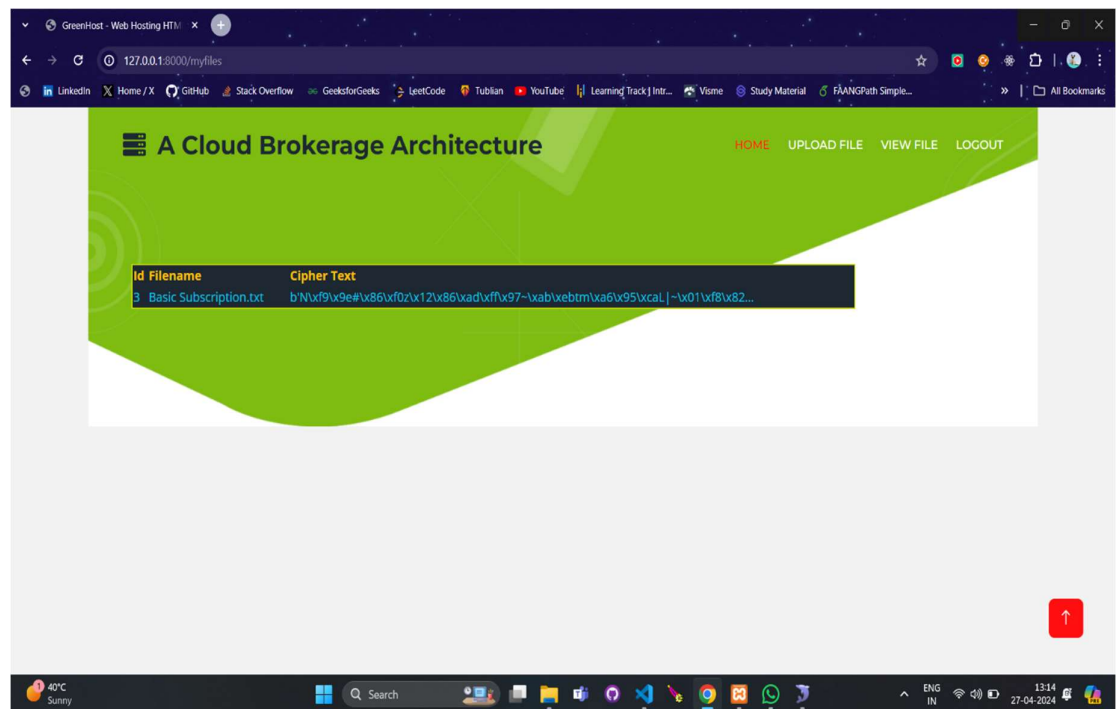 GreenHost - Web Hosting HTM
127.0.0.1:8000/myfiles
LinkedIn Home / X GitHub Stack Overflow GeeksforGeeks LeetCode Tublian YouTube Learning Track | Intr... Visme Study Material FAANGPath Simple... » All Bookmarks
A Cloud Brokerage Architecture HOME UPLOAD FILE VIEW FILE LOGOUT
Id Filename Cipher Text
3 Basic Subscription.txt b'N\xf9\x9e#\x86\xf0z\x12\x86\xad\xff\x97~\xab\xebtm\xa6\x95\xcaL|~\x01\xf8\x82...
1 40°C Search ENG 13:14
Sunny IN 27-04-2024